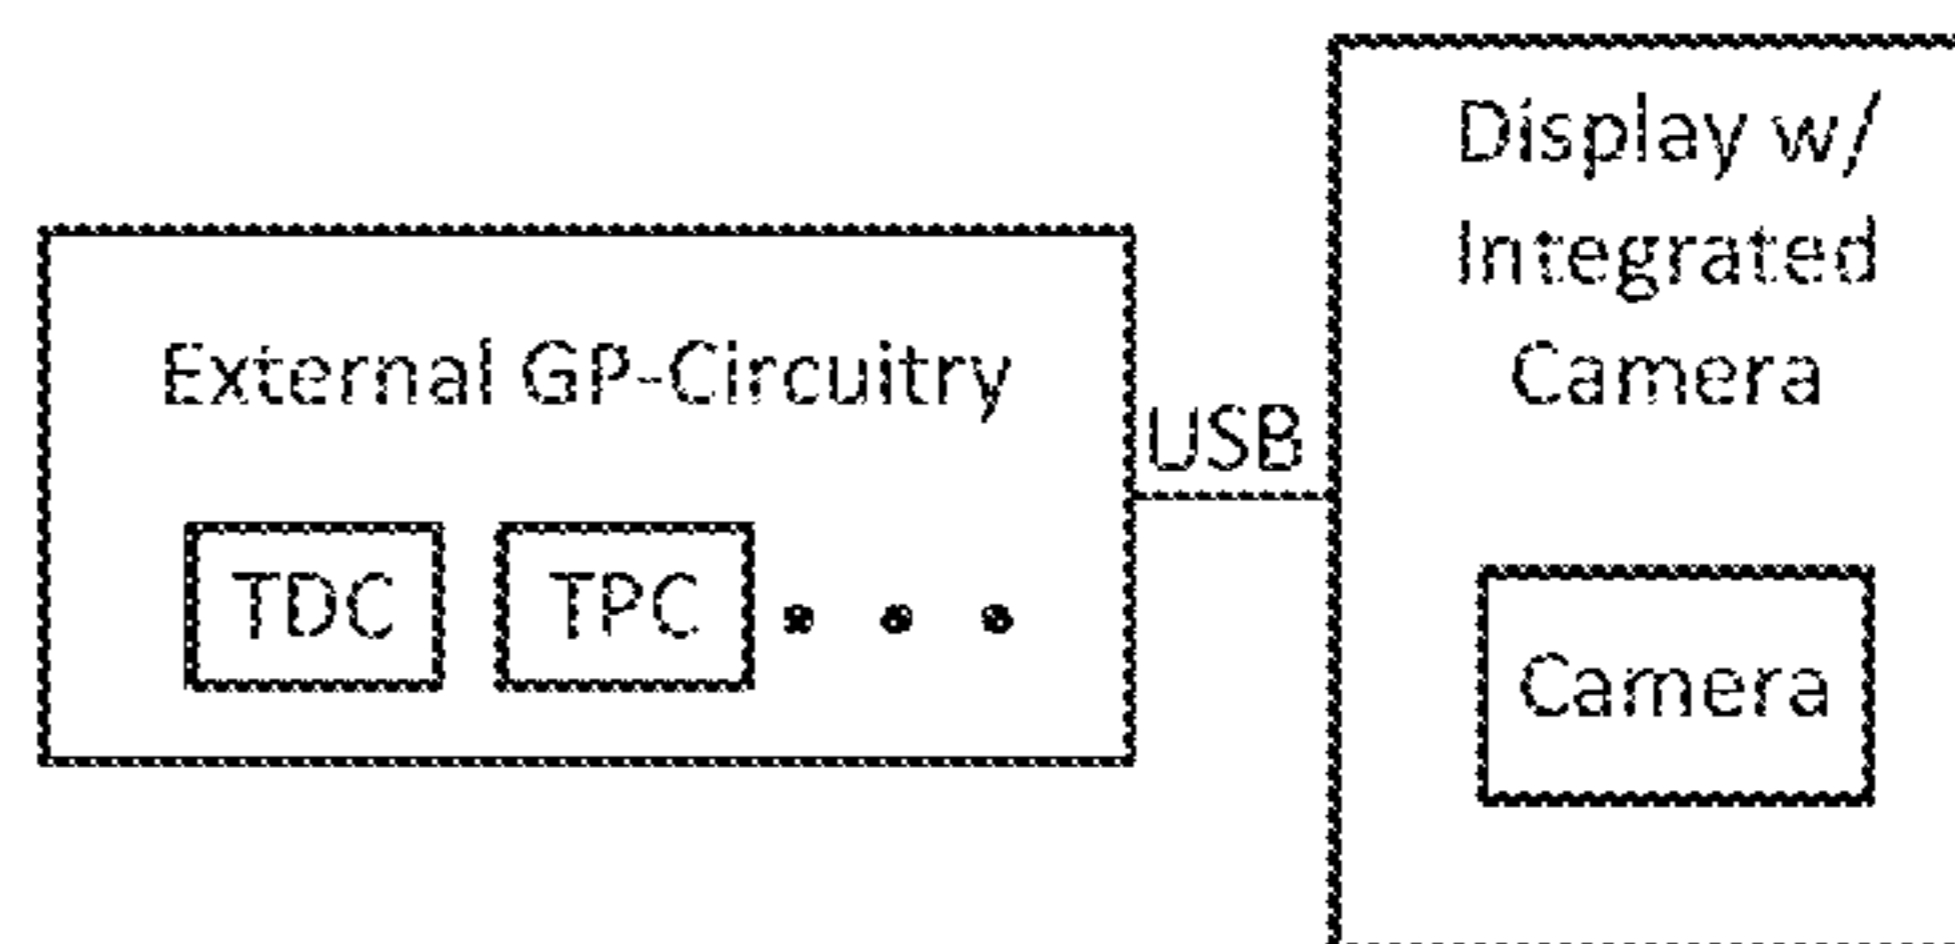 External GP-Circuitry
TDC
TPC
USB
Display w/
Integrated
Camera
Camera